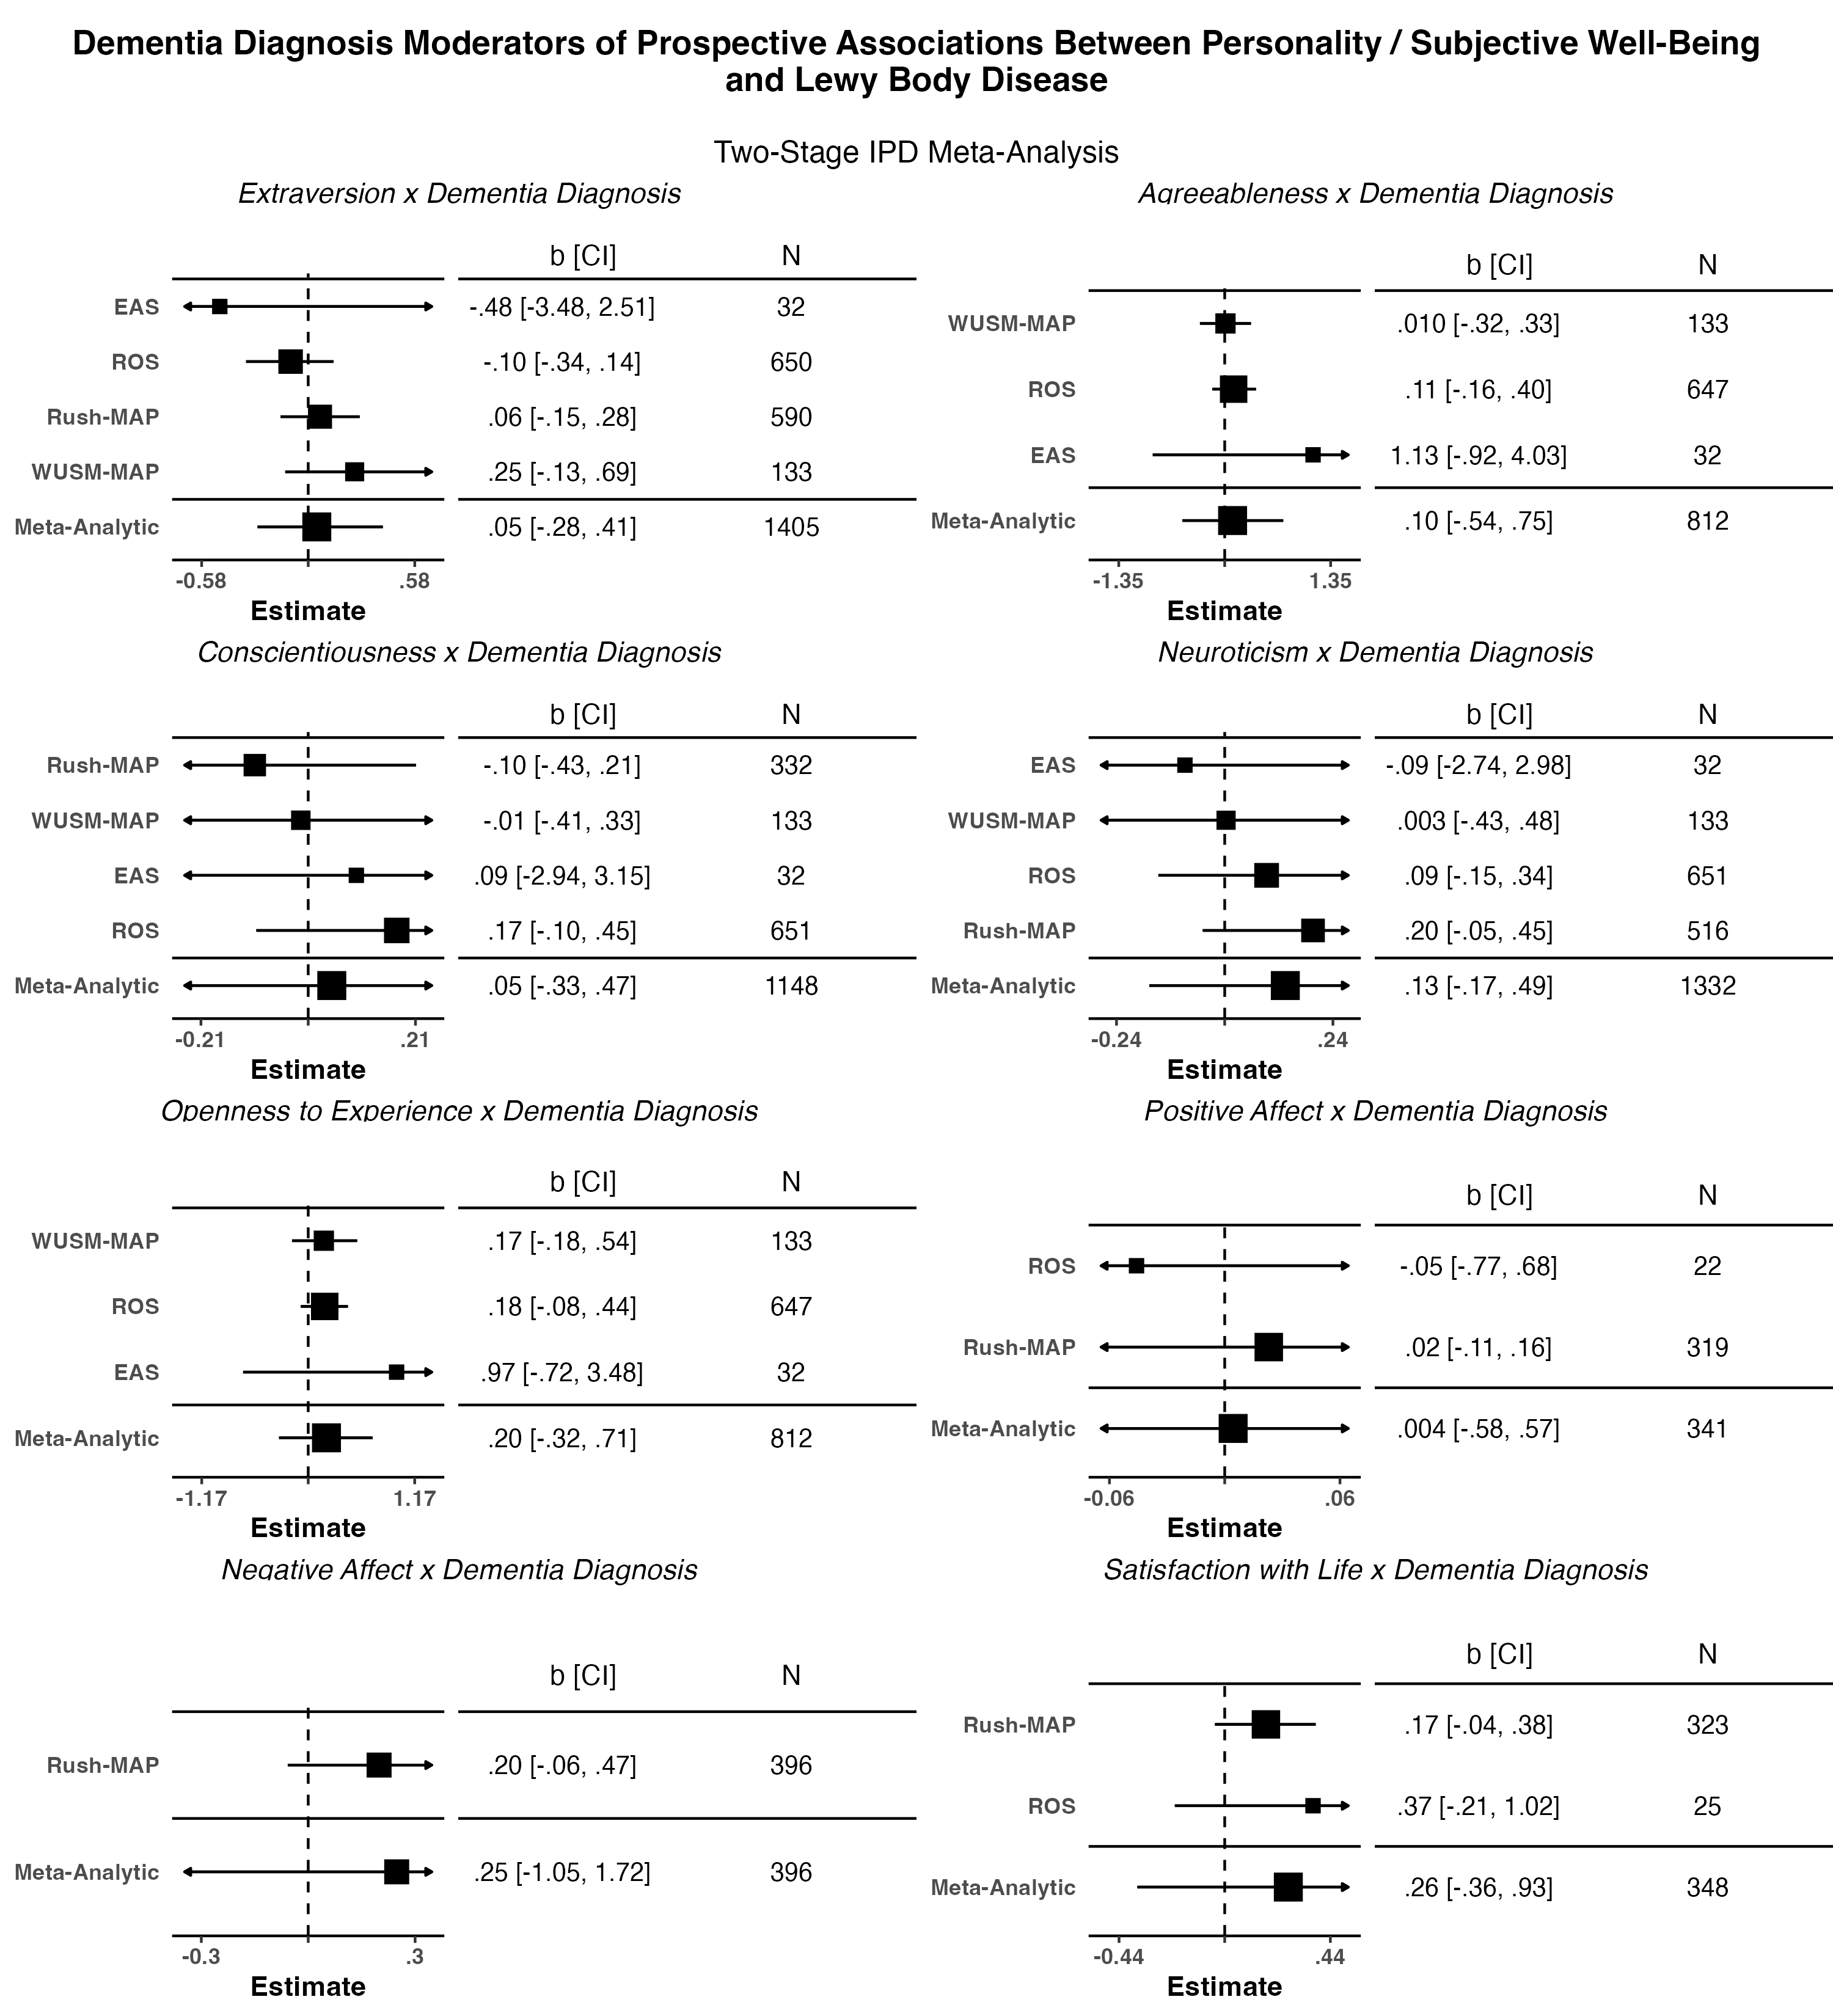 Dementia Diagnosis Moderators of Prospective Associations Between Personality / Subjective Well-Being
and Lewy Body Disease
Two-Stage IPD Meta-Analysis
Extraversion x Dementia Diagnosis
b [CI] N
EAS -.48 [-3.48, 2.51] 32
ROS -.10 [-.34, .14] 650
Rush-MAP .06 [-.15, .28] 590
WUSM-MAP .25 [-.13, .69] 133
Meta-Analytic .05 [-.28, .41] 1405
-0.58 .58
Estimate
Agreeableness x Dementia Diagnosis
b [CI] N
WUSM-MAP .010 [-.32, .33] 133
ROS .11 [-.16, .40] 647
EAS 1.13 [-.92, 4.03] 32
Meta-Analytic .10 [-.54, .75] 812
-1.35 1.35
Estimate
Conscientiousness x Dementia Diagnosis
b [CI] N
Rush-MAP -.10 [-.43, .21] 332
WUSM-MAP -.01 [-.41, .33] 133
EAS .09 [-2.94, 3.15] 32
ROS .17 [-.10, .45] 651
Meta-Analytic .05 [-.33, .47] 1148
-0.21 .21
Estimate
Neuroticism x Dementia Diagnosis
b [CI] N
EAS -.09 [-2.74, 2.98] 32
WUSM-MAP .003 [-.43, .48] 133
ROS .09 [-.15, .34] 651
Rush-MAP .20 [-.05, .45] 516
Meta-Analytic .13 [-.17, .49] 1332
-0.24 .24
Estimate
Openness to Experience x Dementia Diagnosis
b [CI] N
WUSM-MAP .17 [-.18, .54] 133
ROS .18 [-.08, .44] 647
EAS .97 [-.72, 3.48] 32
Meta-Analytic .20 [-.32, .71] 812
-1.17 1.17
Estimate
Positive Affect x Dementia Diagnosis
b [CI] N
ROS -.05 [-.77, .68] 22
Rush-MAP .02 [-.11, .16] 319
Meta-Analytic .004 [-.58, .57] 341
-0.06 .06
Estimate
Negative Affect x Dementia Diagnosis
b [CI] N
Rush-MAP .20 [-.06, .47] 396
Meta-Analytic .25 [-1.05, 1.72] 396
-0.3 .3
Estimate
Satisfaction with Life x Dementia Diagnosis
b [CI] N
Rush-MAP .17 [-.04, .38] 323
ROS .37 [-.21, 1.02] 25
Meta-Analytic .26 [-.36, .93] 348
-0.44 .44
Estimate